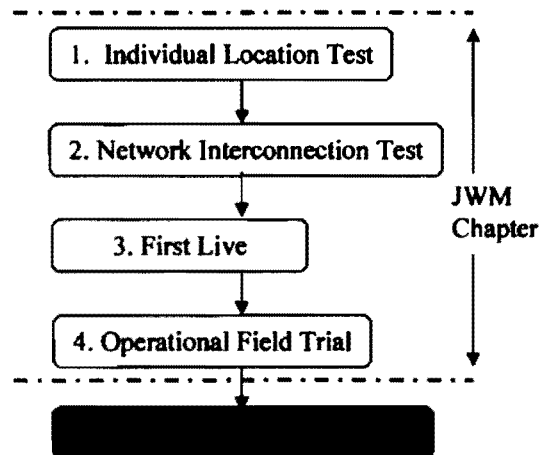 1. Individual Location Test
2. Network Interconnection Test
JWM
Chapter
3. First Live
4. Operational Field Trial